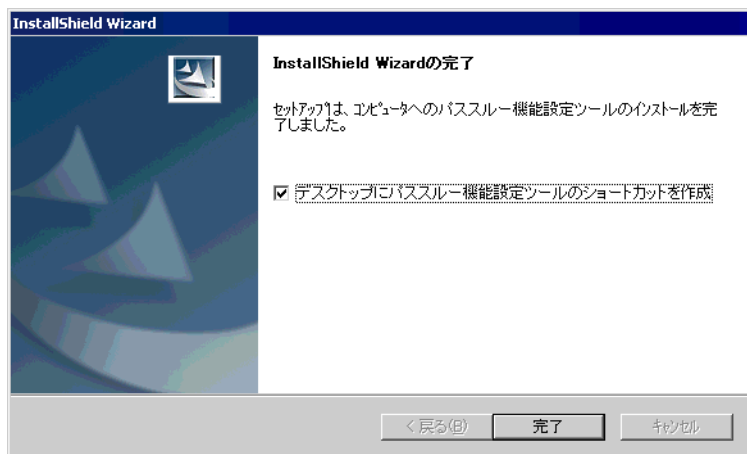 InstallShield Wizard
InstallShield Wizardの完了
ｾｯﾄｱｯﾌﾟは、ｺﾝﾋﾟｭｰﾀへのパススルー機能設定ツールのｲﾝｽﾄｰﾙを完
了しました。
デスクトップにパススルー機能設定ツールのショートカットを作成
< 戻る(B)
完了
ｷｬﾝｾﾙ